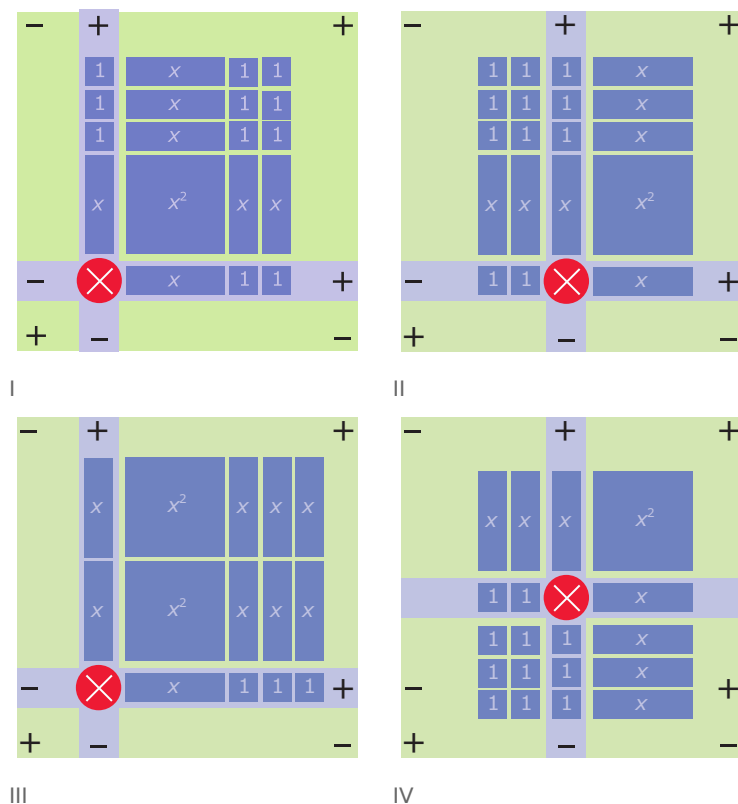 − + +
1 x 1 1
1 x 1 1
1 x 1 1
x x² x x
− × x 1 1 +
+ − −
I
− + +
1 1 1 x
1 1 1 x
1 1 1 x
x x x x²
− 1 1 × x +
+ − −
II
− + +
x x² x x x
x x² x x x
− × x 1 1 1 +
+ − −
III
− + +
x x x x²
1 1 × x
1 1 1 x
− 1 1 1 x +
1 1 1 x
+ − −
IV